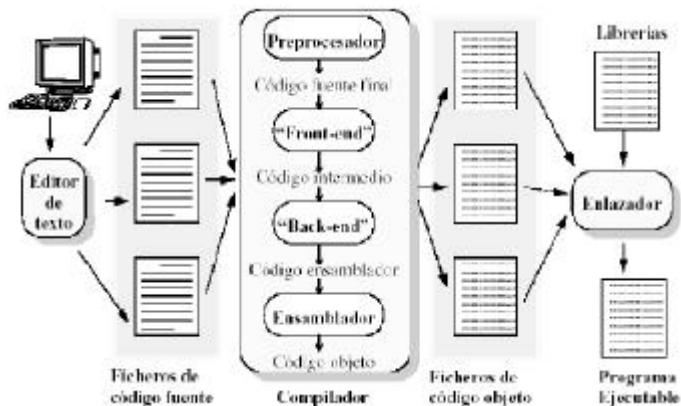 Editor
de
texto
Ficheros de
código fuente
Preprocesador
Código fuente final
“Front-end”
Código intermedio
“Back-end”
Código ensamblador
Ensamblador
Código objeto
Compilador
Ficheros de
código objeto
Librerías
Enlazador
Programa
Ejecutable